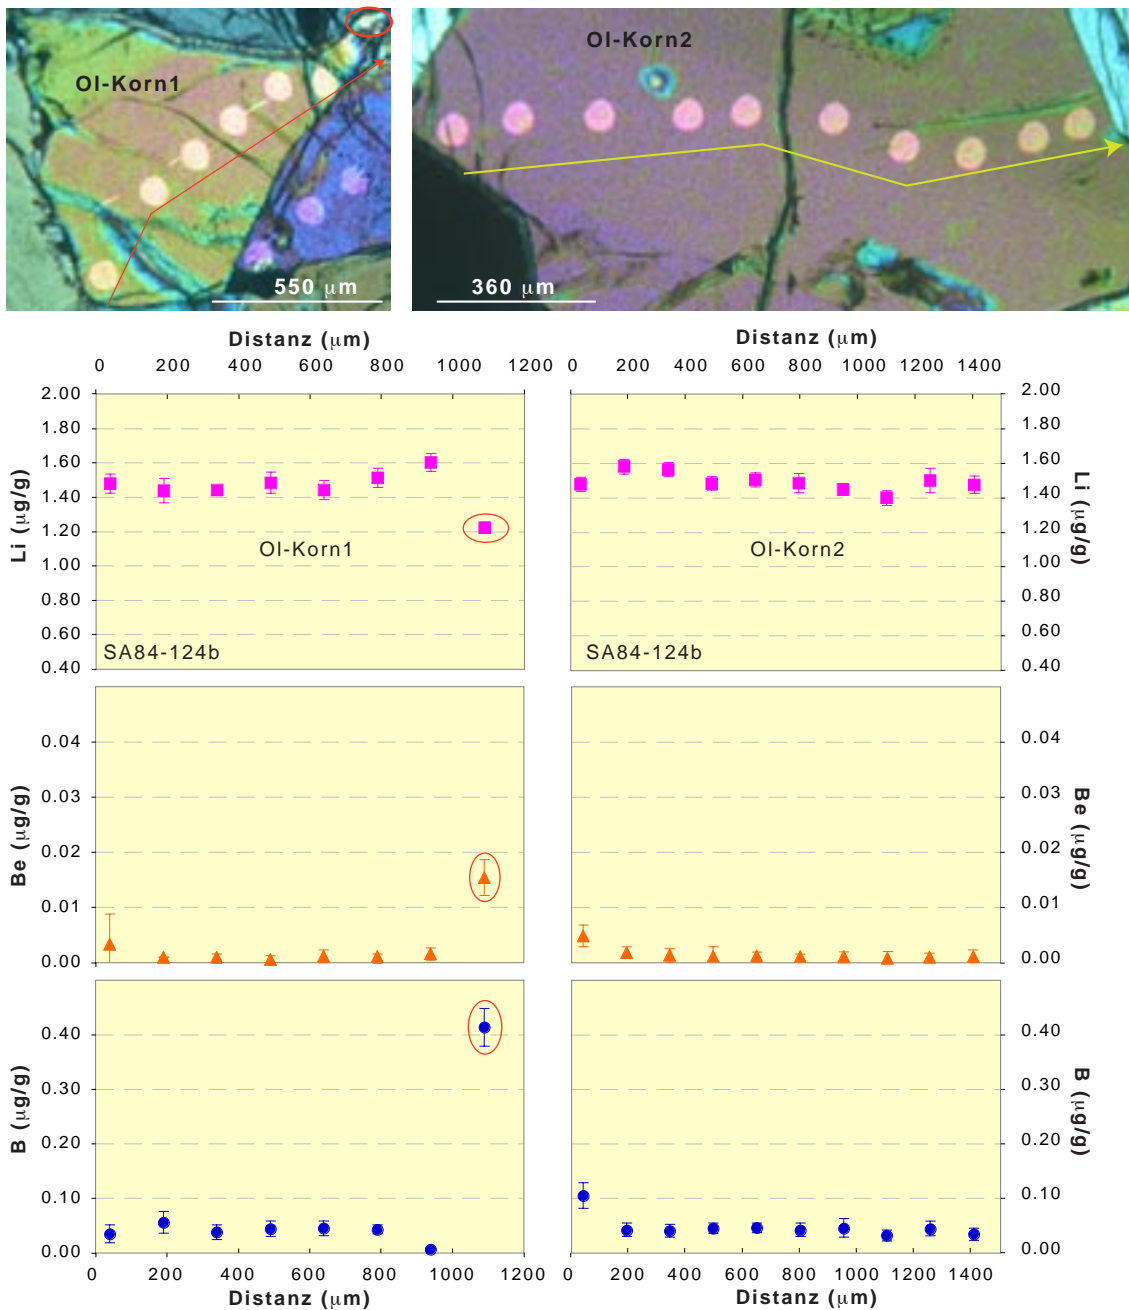 Ol-Korn1
550 μm
Ol-Korn2
360 μm
Distanz (μm)
0 200 400 600 800 1000 1200
Distanz (μm)
0 200 400 600 800 1000 1200 1400
2.00
1.80
1.60
1.40
1.20
1.00
0.80
0.60
0.40
Li (μg/g)
Ol-Korn1
SA84-124b
Ol-Korn2
SA84-124b
2.00
1.80
1.60
1.40
1.20
1.00
0.80
0.60
0.40
Li (μg/g)
0.04
0.03
0.02
0.01
0.00
Be (μg/g)
0.04
0.03
0.02
0.01
0.00
Be (μg/g)
0.40
0.30
0.20
0.10
0.00
B (μg/g)
0.40
0.30
0.20
0.10
0.00
B (μg/g)
0 200 400 600 800 1000 1200
Distanz (μm)
0 200 400 600 800 1000 1200 1400
Distanz (μm)